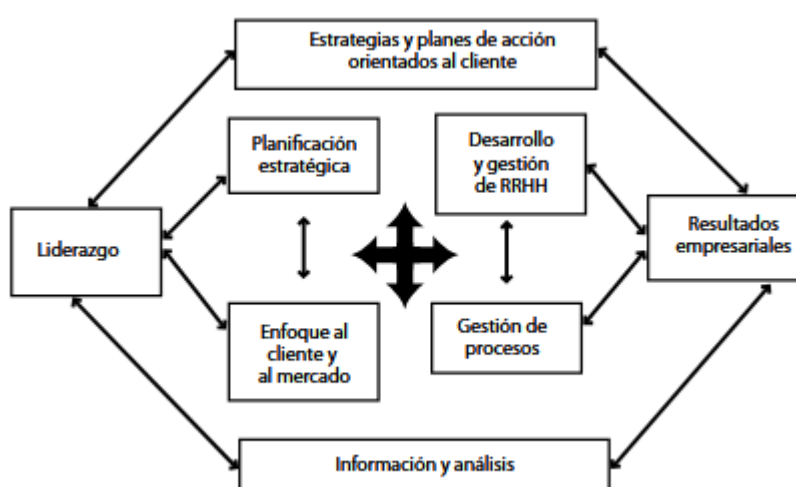 Estrategias y planes de acción
orientados al cliente
Planificación
estratégica
Desarrollo
y gestión
de RRHH
Liderazgo
Resultados
empresariales
Enfoque al
cliente y
al mercado
Gestión de
procesos
Información y análisis